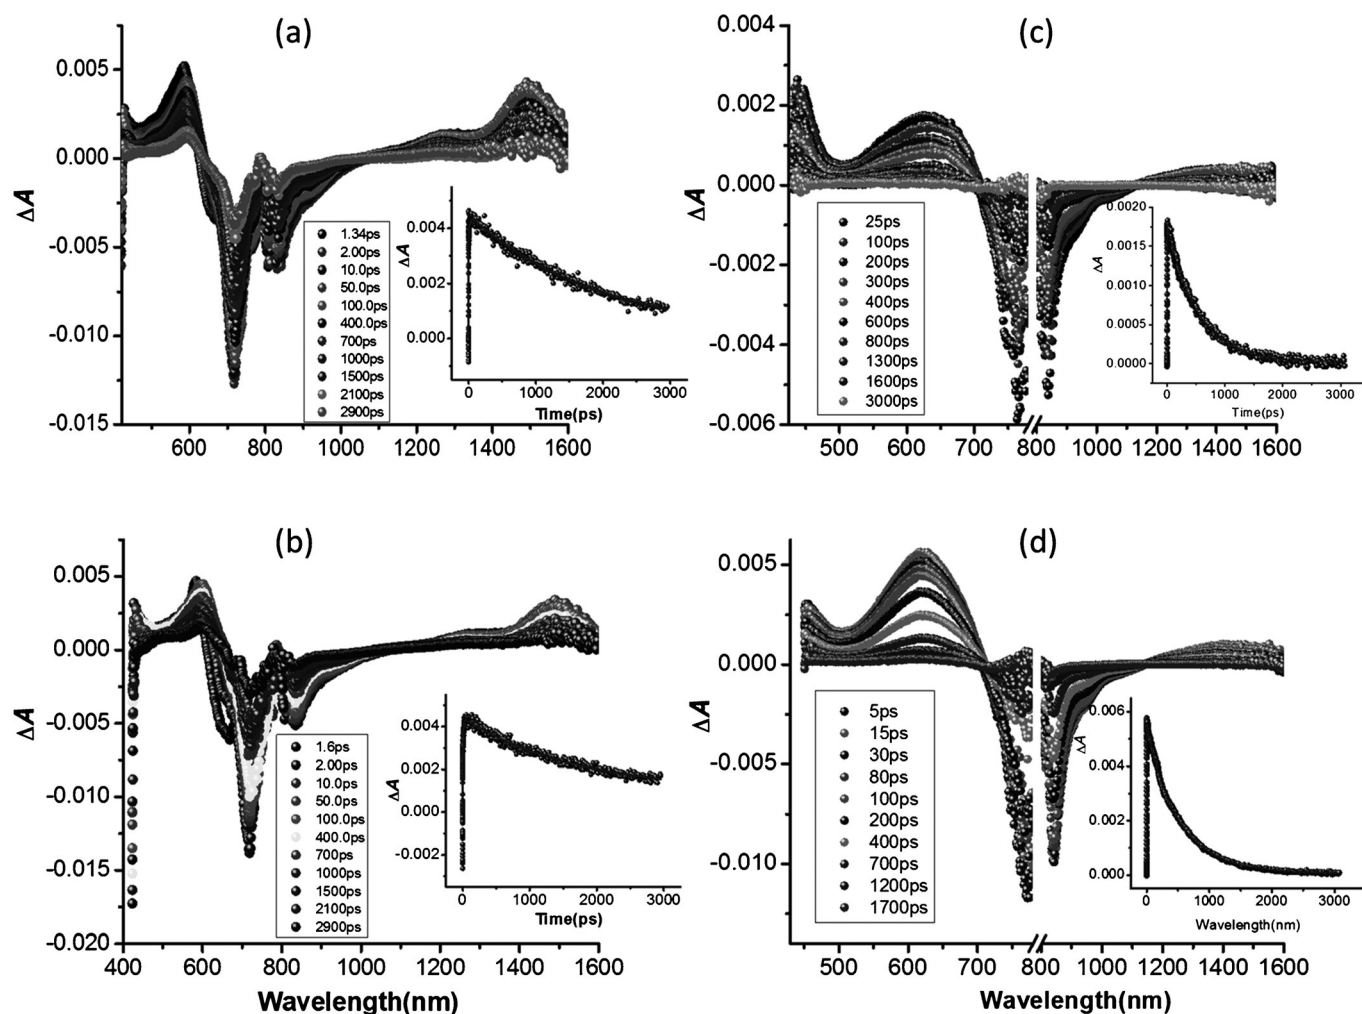 (a)
0.005
0.000
-0.005
-0.010
-0.015
ΔA
600 800 1000 1200 1400 1600
1.34ps
2.00ps
10.0ps
50.0ps
100.0ps
400.0ps
700ps
1000ps
1500ps
2100ps
2900ps
ΔA
0.004
0.002
0.000
0 1000 2000 3000
Time(ps)
(c)
0.004
0.002
0.000
-0.002
-0.004
-0.006
ΔA
500 600 700 800 1000 1200 1400 1600
25ps
100ps
200ps
300ps
400ps
600ps
800ps
1300ps
1600ps
3000ps
ΔA
0.0020
0.0015
0.0010
0.0005
0.0000
0 1000 2000 3000
Time(ps)
(b)
0.005
0.000
-0.005
-0.010
-0.015
-0.020
ΔA
400 600 800 1000 1200 1400 1600
Wavelength(nm)
1.6ps
2.00ps
10.0ps
50.0ps
100.0ps
400.0ps
700ps
1000ps
1500ps
2100ps
2900ps
ΔA
0.004
0.002
0.000
-0.002
0 1000 2000 3000
Time(ps)
(d)
0.005
0.000
-0.005
-0.010
ΔA
500 600 700 800 1000 1200 1400 1600
Wavelength(nm)
5ps
15ps
30ps
80ps
100ps
200ps
400ps
700ps
1200ps
1700ps
ΔA
0.006
0.004
0.002
0.000
0 1000 2000 3000
Wavelength(nm)